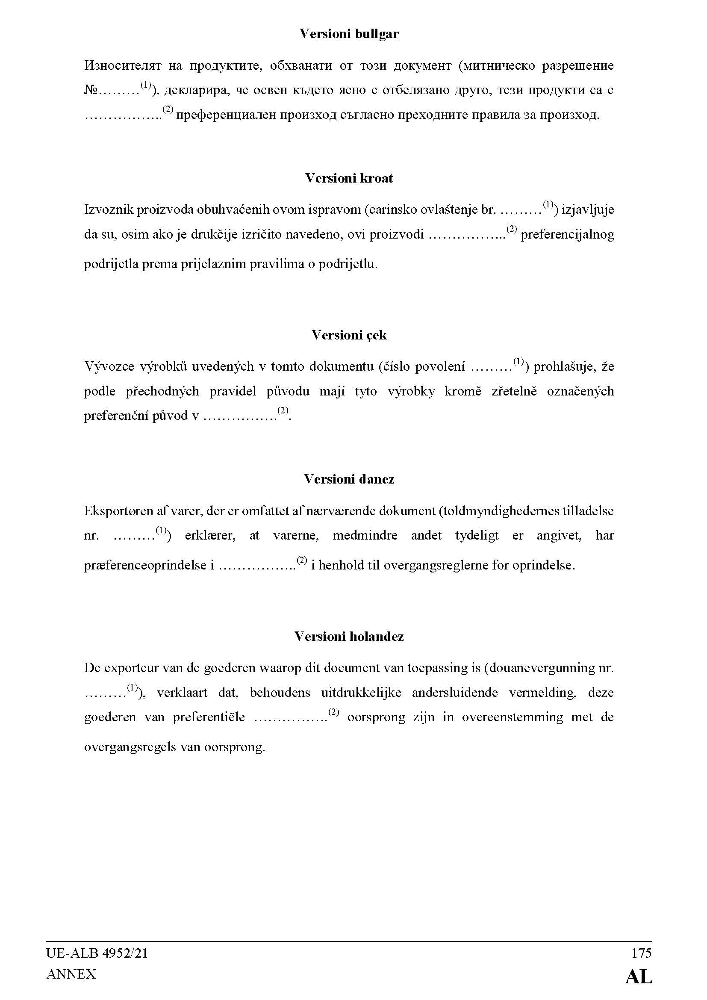 Versioni bullgar
Износителят на продуктите, обхванати от този документ (митническо разрешение
№………(1)), декларира, че освен където ясно е отбелязано друго, тези продукти са с
……………..(2) преференциален произход съгласно преходните правила за произход.
Versioni kroat
Izvoznik proizvoda obuhvaćenih ovom ispravom (carinsko ovlaštenje br. ………(1)) izjavljuje
da su, osim ako je drukčije izričito navedeno, ovi proizvodi ……………..(2) preferencijalnog
podrijetla prema prijelaznim pravilima o podrijetlu.
Versioni çek
Vývozce výrobků uvedených v tomto dokumentu (číslo povolení ………(1)) prohlašuje, že
podle přechodných pravidel původu mají tyto výrobky kromě zřetelně označených
preferenční původ v …………….(2).
Versioni danez
Eksportøren af varer, der er omfattet af nærværende dokument (toldmyndighedernes tilladelse
nr. ………(1)) erklærer, at varerne, medmindre andet tydeligt er angivet, har
præferenceoprindelse i ……………..(2) i henhold til overgangsreglerne for oprindelse.
Versioni holandez
De exporteur van de goederen waarop dit document van toepassing is (douanevergunning nr.
………(1)), verklaart dat, behoudens uitdrukkelijke andersluidende vermelding, deze
goederen van preferentiële …………….(2) oorsprong zijn in overeenstemming met de
overgangsregels van oorsprong.
UE-ALB 4952/21 175
ANNEX AL